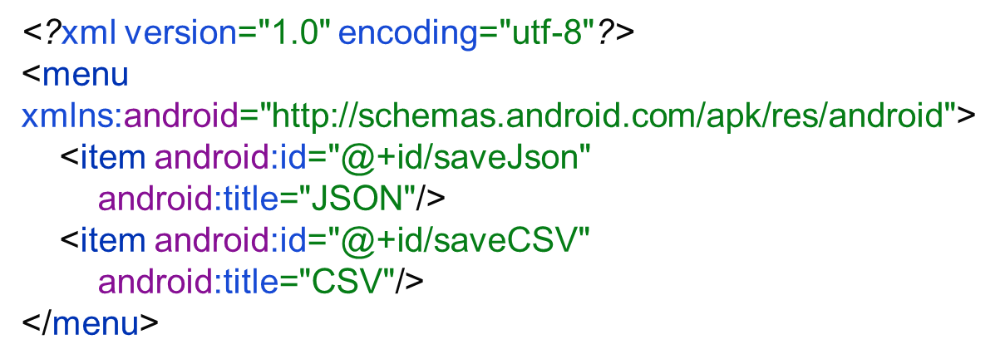 <?xml version="1.0" encoding="utf-8"?>
<menu
xmlns:android="http://schemas.android.com/apk/res/android">
    <item android:id="@+id/saveJson"
        android:title="JSON"/>
    <item android:id="@+id/saveCSV"
        android:title="CSV"/>
</menu>